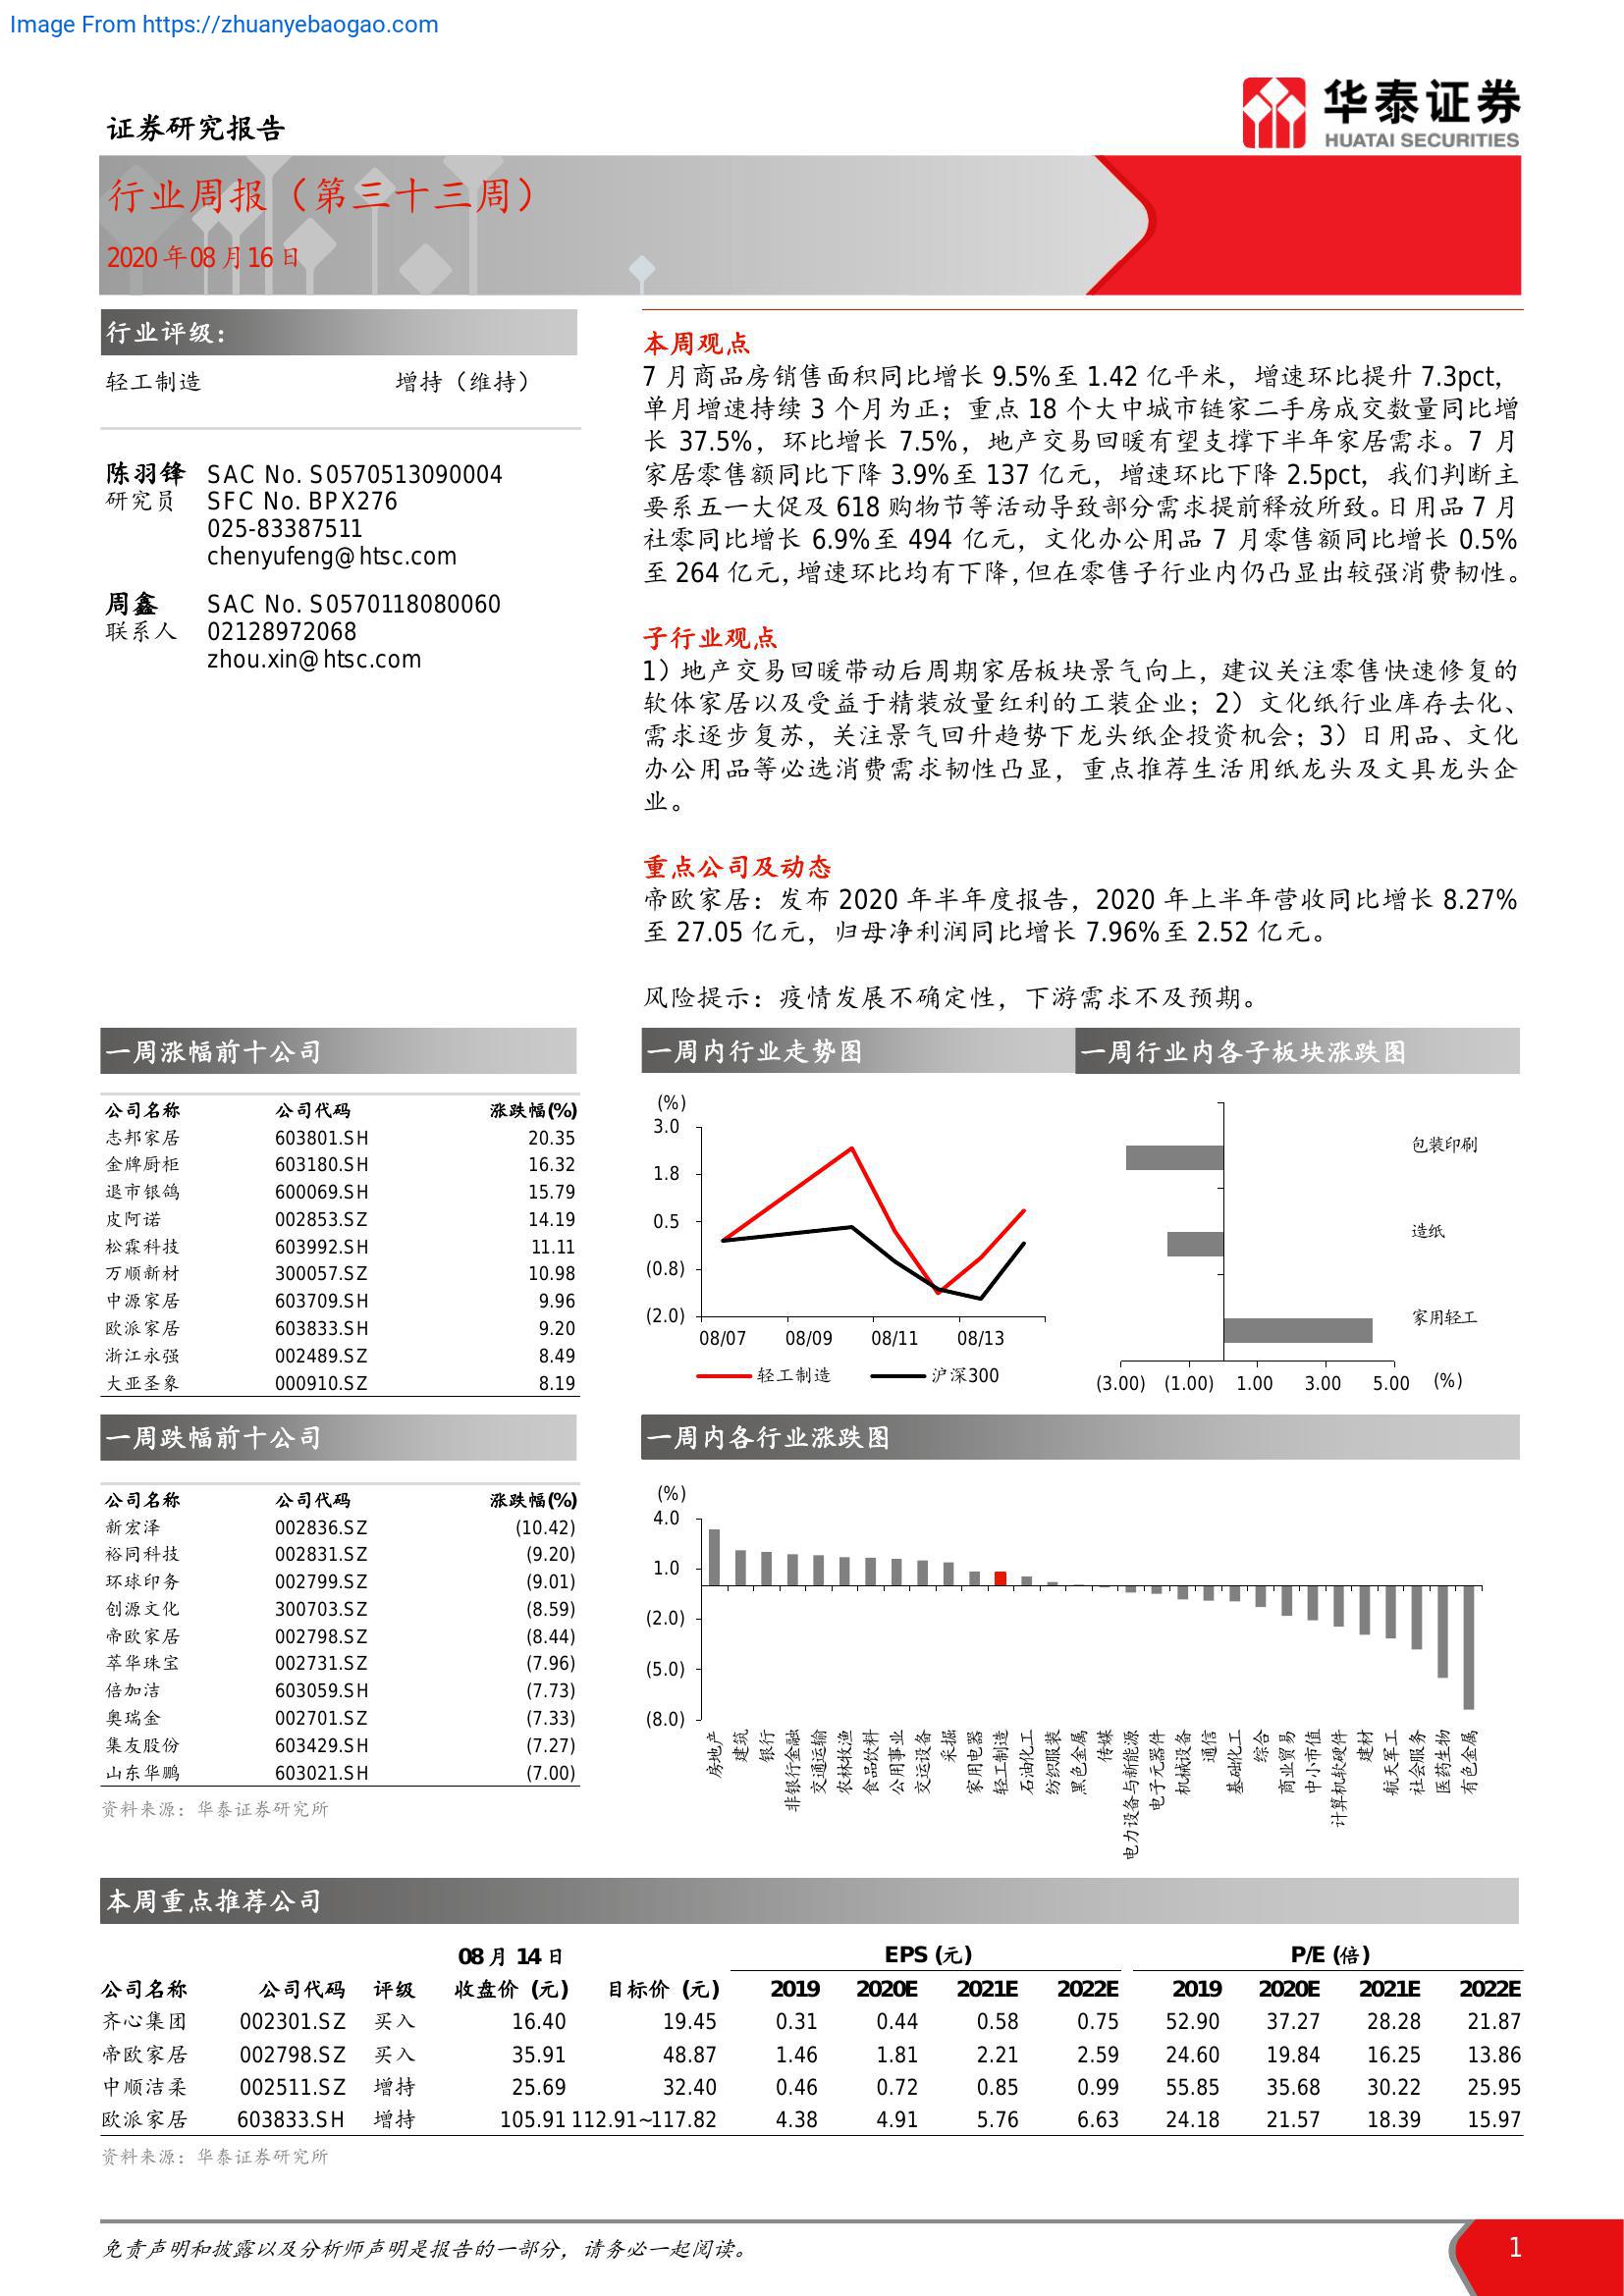 Image From https://zhuanyebaogao.com
华泰证券
HUATAI SECURITIES
证券研究报告
行业周报（第三十三周）
2020年08月16日
行业评级：
轻工制造 增持（维持）
陈羽锋 SAC No. S0570513090004
研究员 SFC No. BPX276
025-83387511
chenyufeng@htsc.com
周鑫 SAC No. S0570118080060
联系人 02128972068
zhou.xin@htsc.com
本周观点
7 月商品房销售面积同比增长 9.5%至 1.42 亿平米，增速环比提升 7.3pct，
单月增速持续 3 个月为正；重点 18 个大中城市链家二手房成交数量同比增
长 37.5%，环比增长 7.5%，地产交易回暖有望支撑下半年家居需求。7 月
家居零售额同比下降 3.9%至 137 亿元，增速环比下降 2.5pct，我们判断主
要系五一大促及 618 购物节等活动导致部分需求提前释放所致。日用品 7 月
社零同比增长 6.9%至 494 亿元，文化办公用品 7 月零售额同比增长 0.5%
至 264 亿元，增速环比均有下降，但在零售子行业内仍凸显出较强消费韧性。
子行业观点
1）地产交易回暖带动后周期家居板块景气向上，建议关注零售快速修复的
软体家居以及受益于精装放量红利的工装企业；2）文化纸行业库存去化、
需求逐步复苏，关注景气回升趋势下龙头纸企投资机会；3）日用品、文化
办公用品等必选消费需求韧性凸显，重点推荐生活用纸龙头及文具龙头企
业。
重点公司及动态
帝欧家居：发布 2020 年半年度报告，2020 年上半年营收同比增长 8.27%
至 27.05 亿元，归母净利润同比增长 7.96%至 2.52 亿元。
风险提示：疫情发展不确定性，下游需求不及预期。
一周涨幅前十公司
公司名称 公司代码 涨跌幅(%)
志邦家居 603801.SH 20.35
金牌厨柜 603180.SH 16.32
退市银鸽 600069.SH 15.79
皮阿诺 002853.SZ 14.19
松霖科技 603992.SH 11.11
万顺新材 300057.SZ 10.98
中源家居 603709.SH 9.96
欧派家居 603833.SH 9.20
浙江永强 002489.SZ 8.49
大亚圣象 000910.SZ 8.19
一周内行业走势图
(%)
3.0
1.8
0.5
(0.8)
(2.0)
08/07 08/09 08/11 08/13
轻工制造 沪深300
一周行业内各子板块涨跌图
包装印刷
造纸
家用轻工
(3.00) (1.00) 1.00 3.00 5.00 (%)
一周跌幅前十公司
公司名称 公司代码 涨跌幅(%)
新宏泽 002836.SZ (10.42)
裕同科技 002831.SZ (9.20)
环球印务 002799.SZ (9.01)
创源文化 300703.SZ (8.59)
帝欧家居 002798.SZ (8.44)
萃华珠宝 002731.SZ (7.96)
倍加洁 603059.SH (7.73)
奥瑞金 002701.SZ (7.33)
集友股份 603429.SH (7.27)
山东华鹏 603021.SH (7.00)
资料来源：华泰证券研究所
一周内各行业涨跌图
(%)
4.0
1.0
(2.0)
(5.0)
(8.0)
房地产
建筑
银行
非银行金融
交通运输
农林牧渔
食品饮料
公用事业
交运设备
采掘
家用电器
轻工制造
石油化工
纺织服装
黑色金属
传媒
电力设备与新能源
电子元器件
机械设备
通信
基础化工
综合
商业贸易
中小市值
计算机软硬件
建材
航天军工
社会服务
医药生物
有色金属
本周重点推荐公司
08月14日 EPS (元) P/E (倍)
公司名称 公司代码 评级 收盘价 (元) 目标价 (元) 2019 2020E 2021E 2022E 2019 2020E 2021E 2022E
齐心集团 002301.SZ 买入 16.40 19.45 0.31 0.44 0.58 0.75 52.90 37.27 28.28 21.87
帝欧家居 002798.SZ 买入 35.91 48.87 1.46 1.81 2.21 2.59 24.60 19.84 16.25 13.86
中顺洁柔 002511.SZ 增持 25.69 32.40 0.46 0.72 0.85 0.99 55.85 35.68 30.22 25.95
欧派家居 603833.SH 增持 105.91 112.91~117.82 4.38 4.91 5.76 6.63 24.18 21.57 18.39 15.97
资料来源：华泰证券研究所
免责声明和披露以及分析师声明是报告的一部分，请务必一起阅读。 1